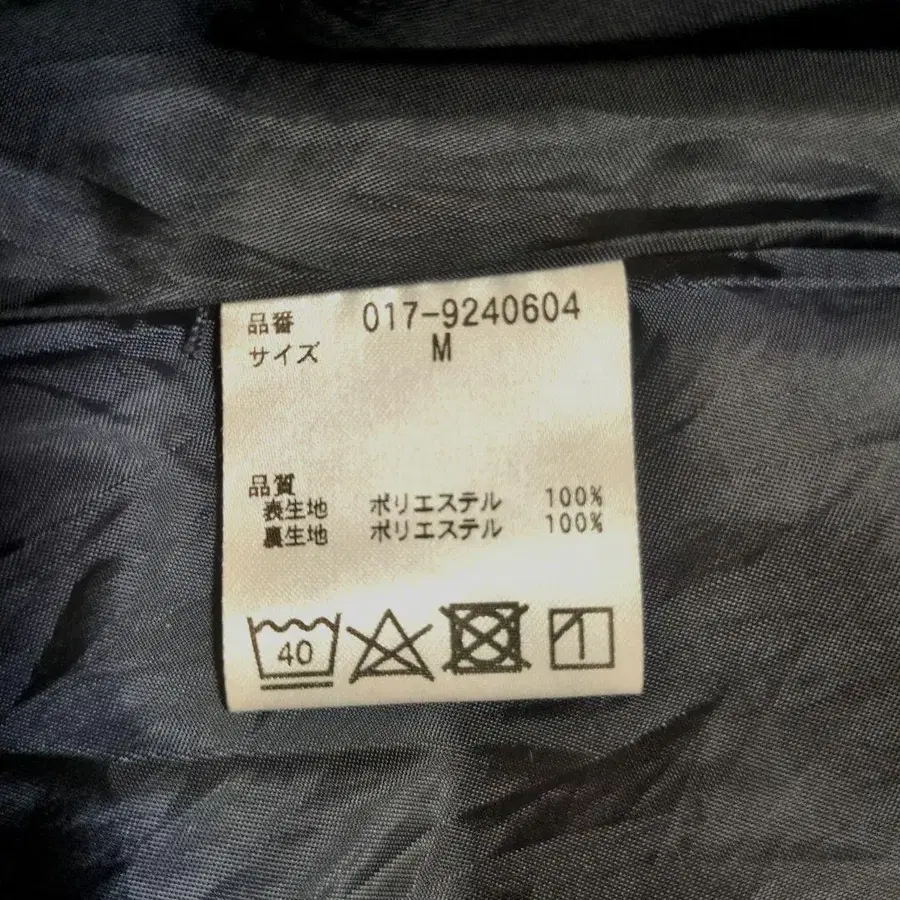 品番 017-9240604
サイズ M
品質
表生地 ポリエステル 100%
裏生地 ポリエステル 100%
40